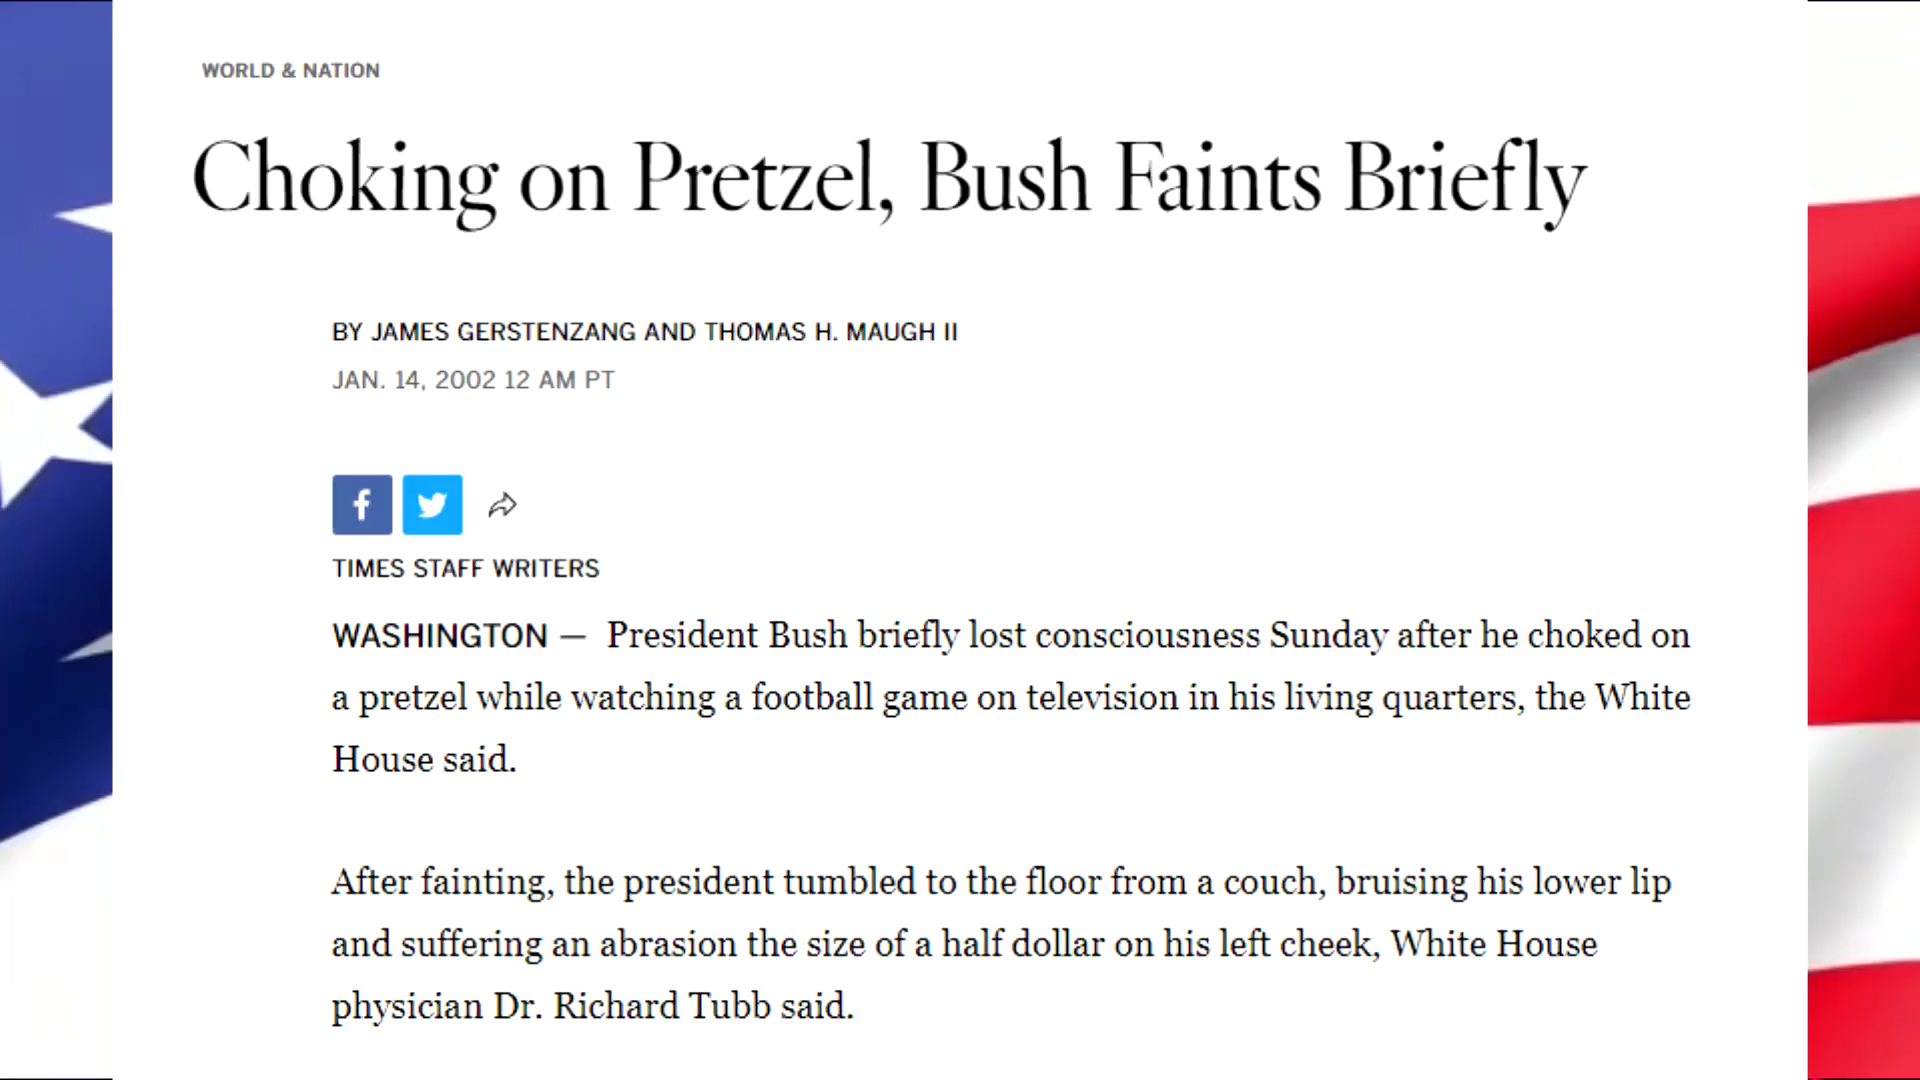 WORLD & NATION
Choking on Pretzel, Bush Faints Briefly
BY JAMES GERSTENZANG AND THOMAS H. MAUGH II
JAN. 14, 2002 12 AM PT
TIMES STAFF WRITERS
WASHINGTON — President Bush briefly lost consciousness Sunday after he choked on
a pretzel while watching a football game on television in his living quarters, the White
House said.
After fainting, the president tumbled to the floor from a couch, bruising his lower lip
and suffering an abrasion the size of a half dollar on his left cheek, White House
physician Dr. Richard Tubb said.